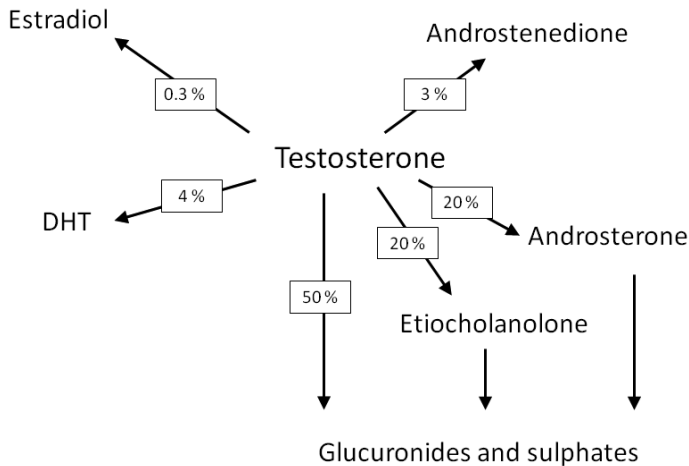 Estradiol
Androstenedione
0.3 %
3 %
Testosterone
4 %
20 %
DHT
20 %
Androsterone
50 %
Etiocholanolone
Glucuronides and sulphates